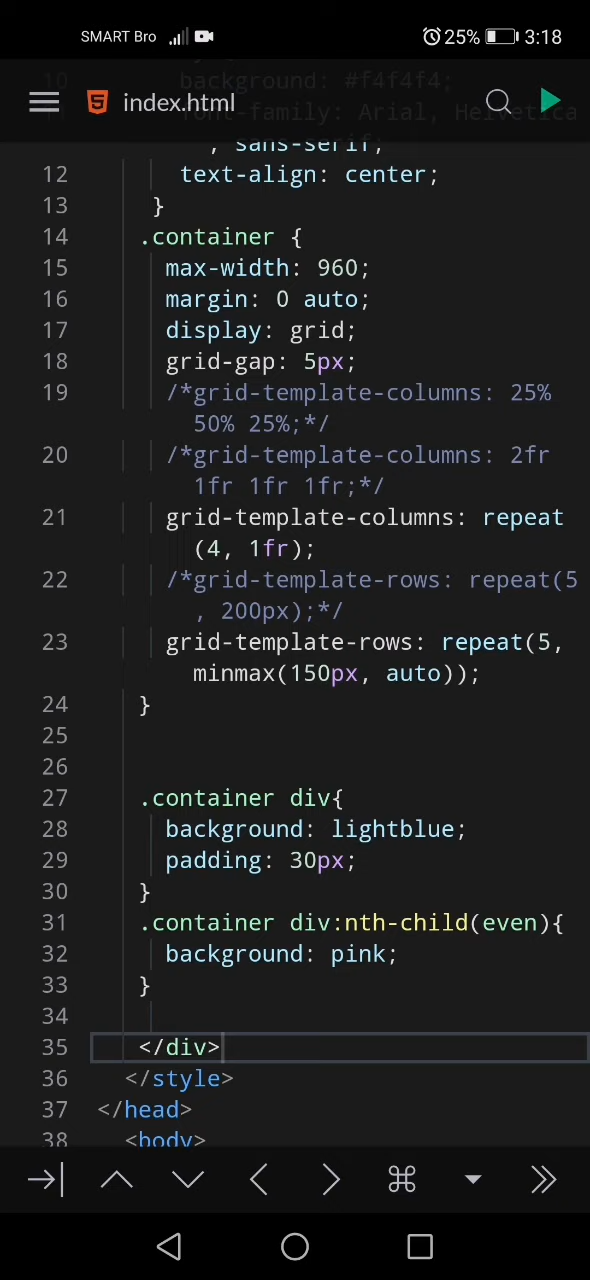 SMART Bro 25% 3:18
10 background: #f4f4f4;
index.html
font-family: Arial, Helvetica
, sans-serif;
12 text-align: center;
13 }
14 .container {
15 max-width: 960;
16 margin: 0 auto;
17 display: grid;
18 grid-gap: 5px;
19 /*grid-template-columns: 25%
50% 25%;*/
20 /*grid-template-columns: 2fr
1fr 1fr 1fr;*/
21 grid-template-columns: repeat
(4, 1fr);
22 /*grid-template-rows: repeat(5
, 200px);*/
23 grid-template-rows: repeat(5,
minmax(150px, auto));
24 }
25
26
27 .container div{
28 background: lightblue;
29 padding: 30px;
30 }
31 .container div:nth-child(even){
32 background: pink;
33 }
34
35 </div>
36 </style>
37 </head>
38 <body>